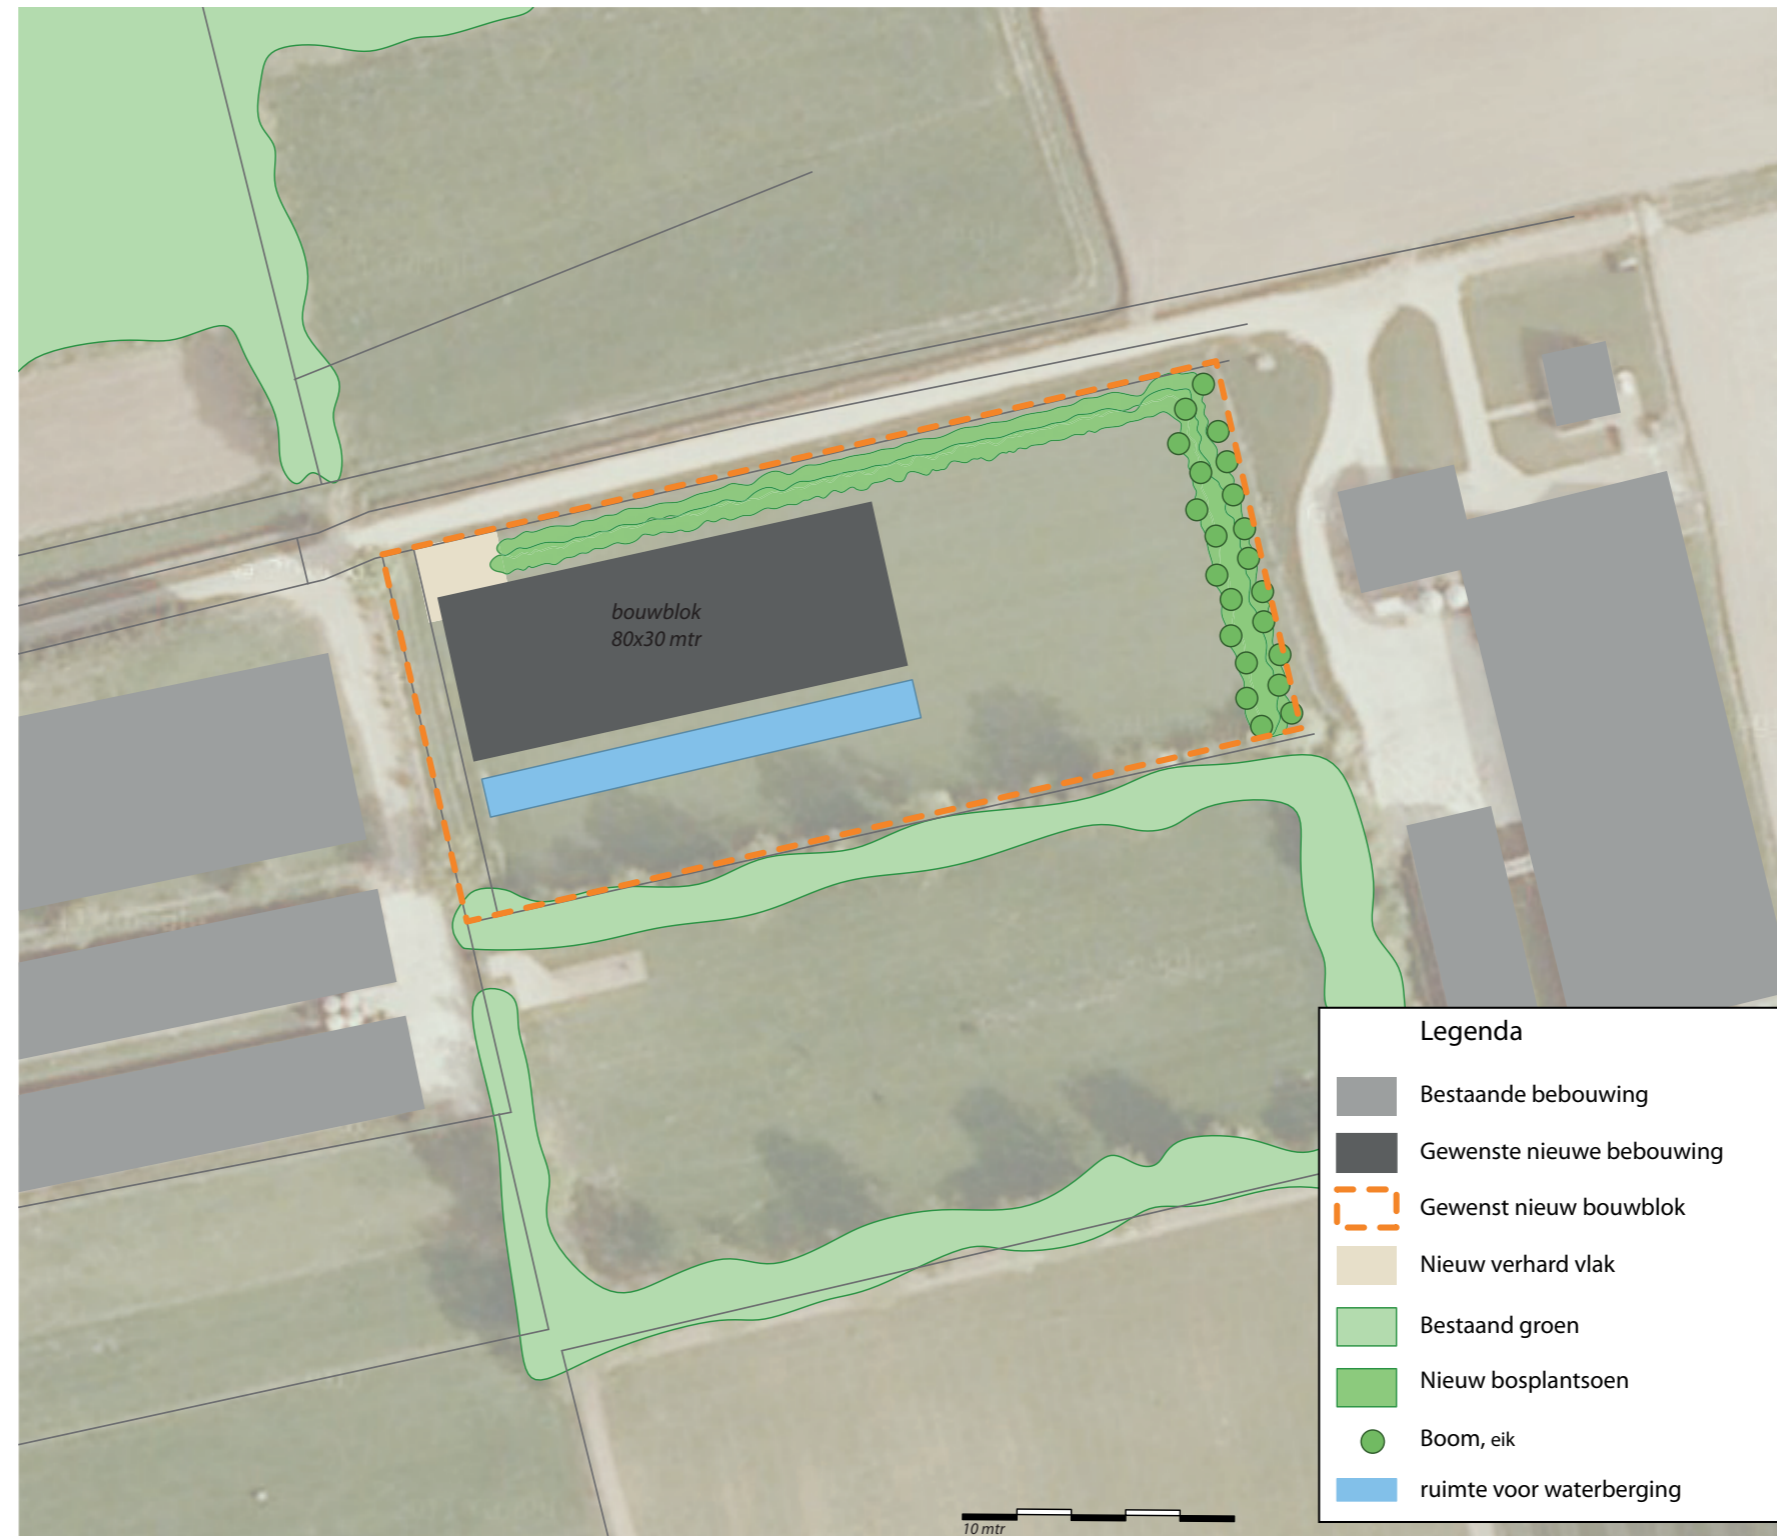 bouwblok
80x30 mtr
Legenda
Bestaande bebouwing
Gewenste nieuwe bebouwing
Gewenst nieuw bouwblok
Nieuw verhard vlak
Bestaand groen
Nieuw bosplantsoen
Boom, eik
ruimte voor waterberging
10 mtr